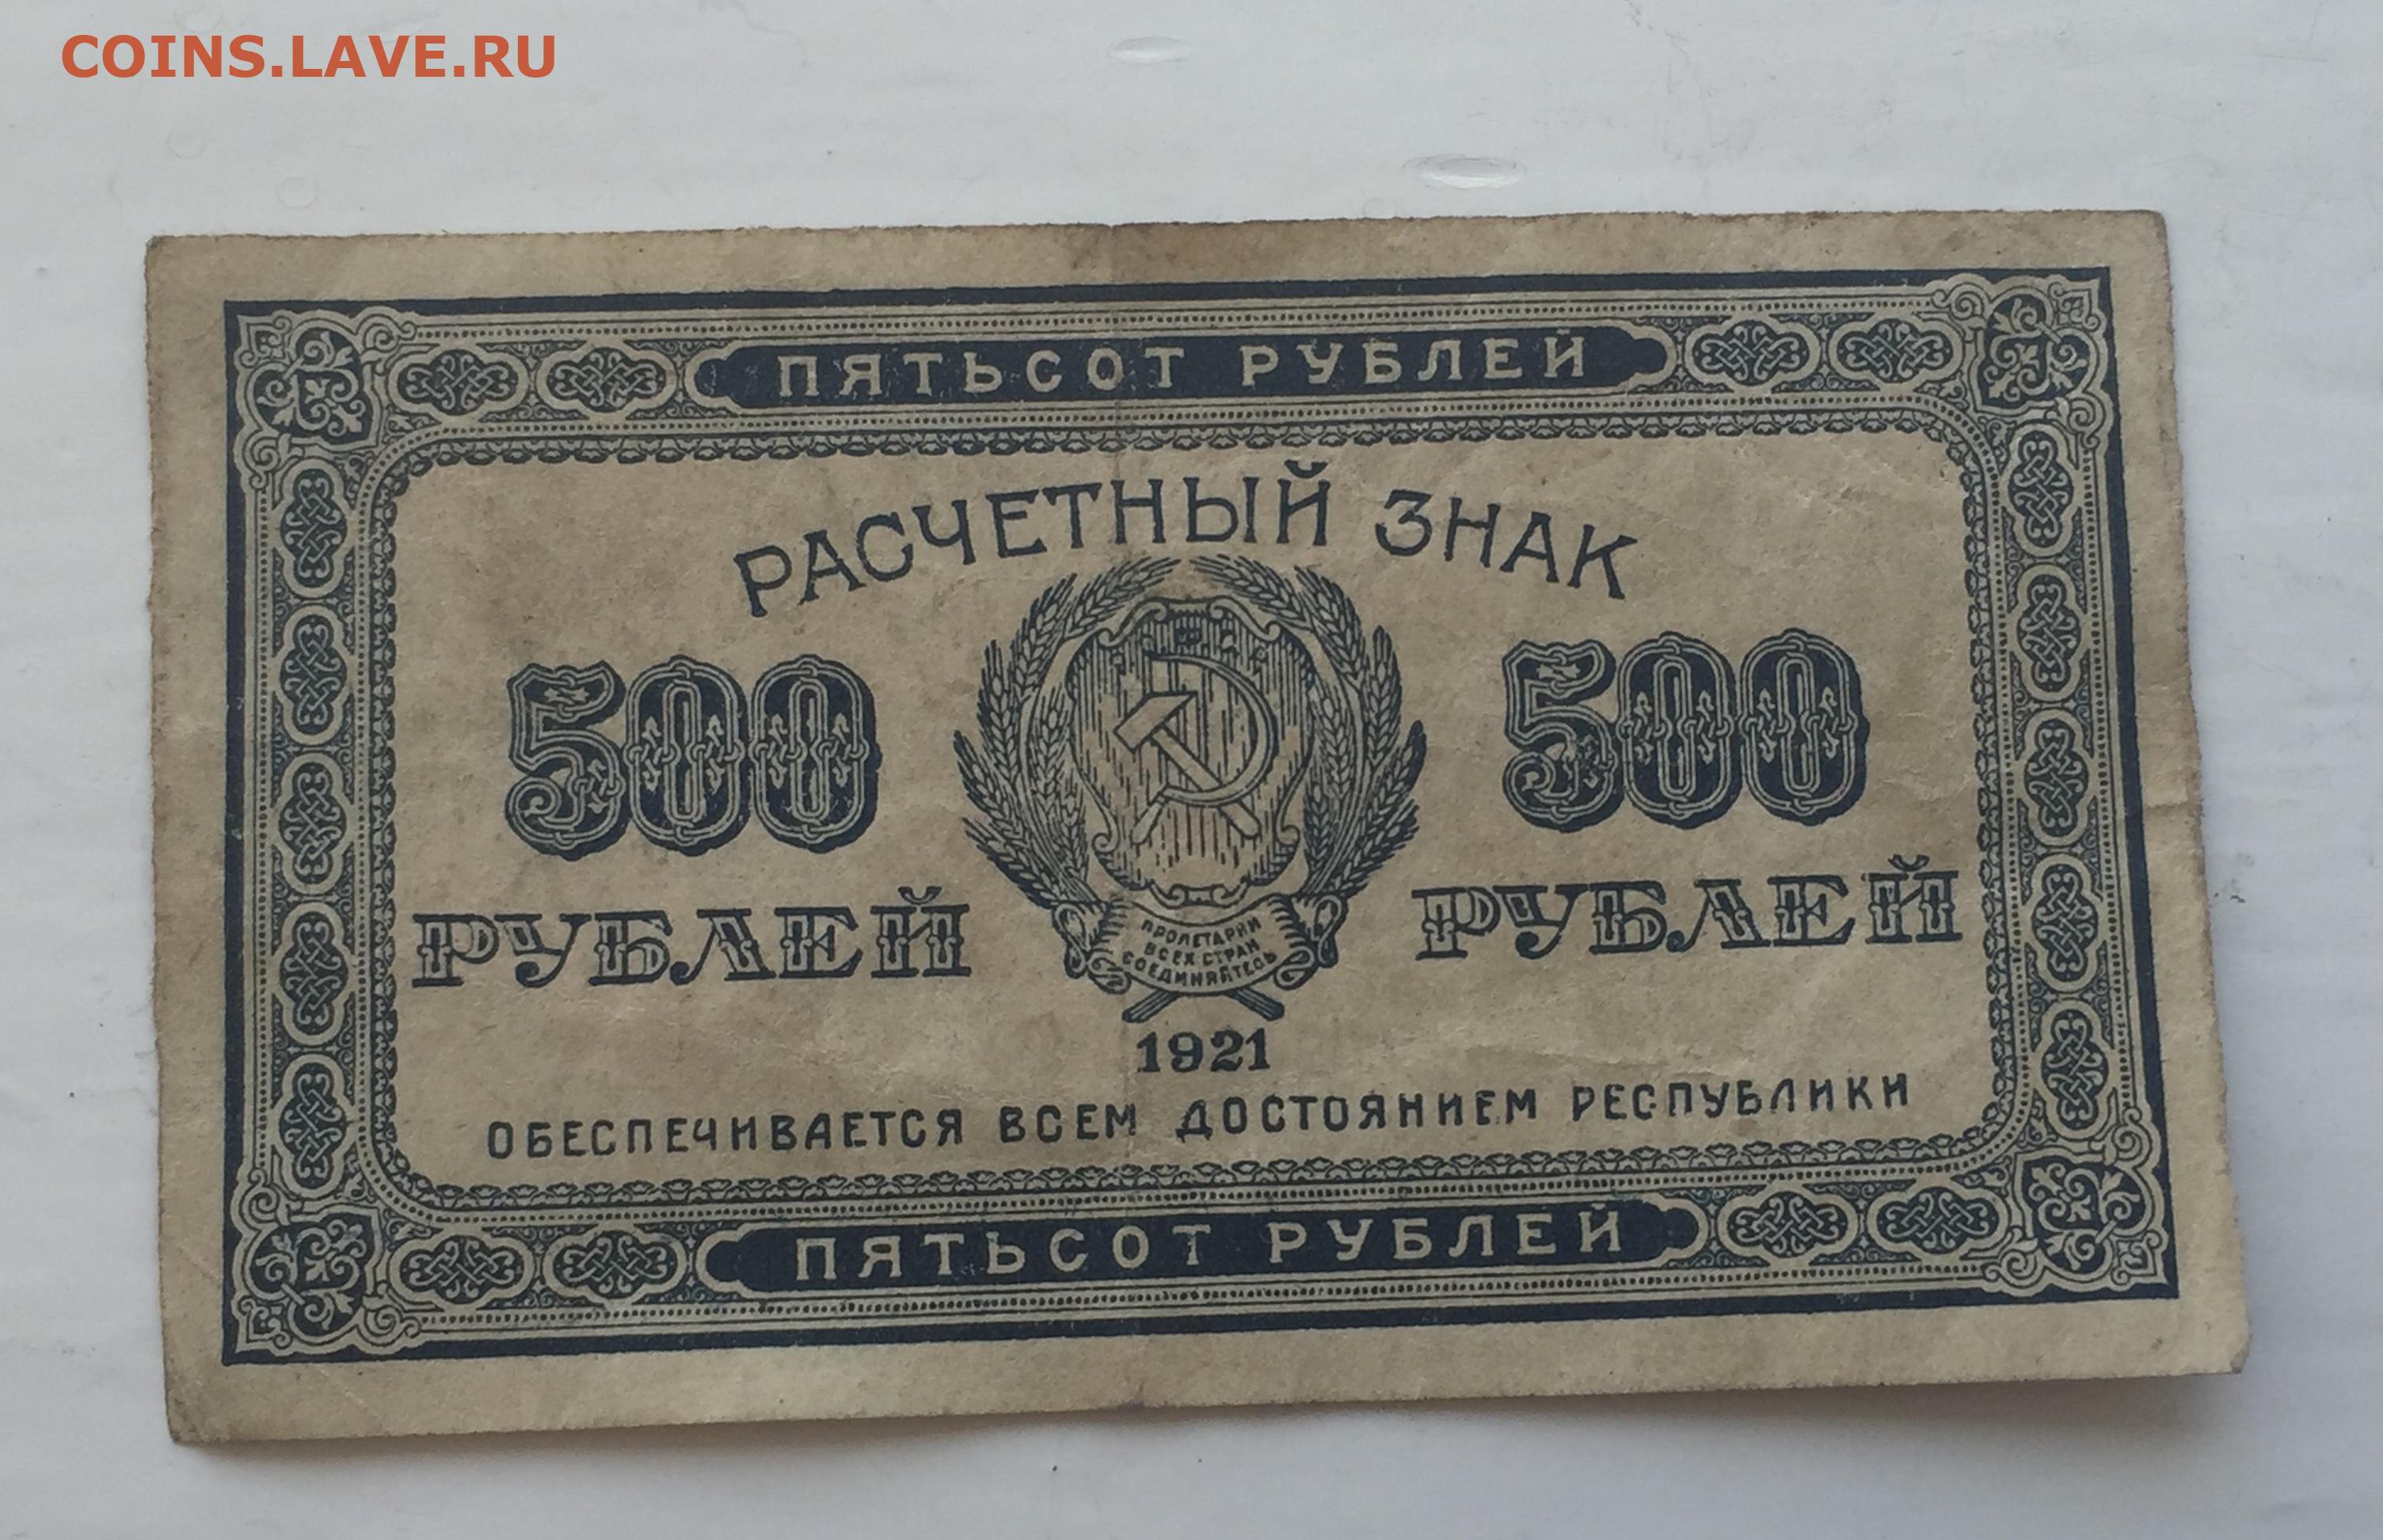 COINS.LAVE.RU
ПЯТЬСОТ РУБЛЕЙ
РАСЧЕТНЫЙ ЗНАК
500 500
РУБЛЕЙ РУБЛЕЙ
ПРОЛЕТАРИИ
ВСЕХ СТРАН
СОЕДИНЯЙТЕСЬ
1921
ОБЕСПЕЧИВАЕТСЯ ВСЕМ ДОСТОЯНИЕМ РЕСПУБЛИКИ
ПЯТЬСОТ РУБЛЕЙ